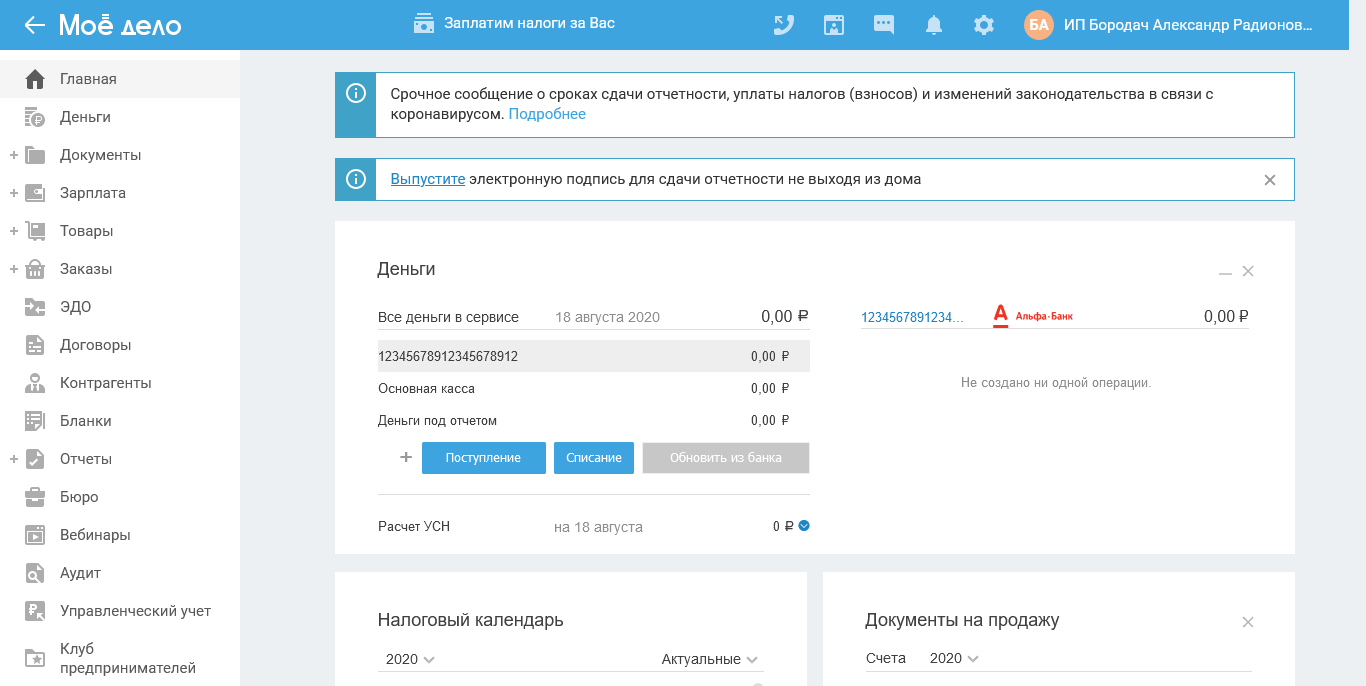 Моё дело
Заплатим налоги за Вас
БА
ИП Бородач Александр Радионов...
Главная
Деньги
Документы
Зарплата
Товары
Заказы
ЭДО
Договоры
Контрагенты
Бланки
Отчеты
Бюро
Вебинары
Аудит
Управленческий учет
Клуб
предпринимателей
Срочное сообщение о сроках сдачи отчетности, уплаты налогов (взносов) и изменений законодательства в связи с
коронавирусом. Подробнее
Выпустите электронную подпись для сдачи отчетности не выходя из дома
Деньги
Все деньги в сервисе 18 августа 2020 0,00 ₽
12345678912345678912 0,00 ₽
Основная касса 0,00 ₽
Деньги под отчетом 0,00 ₽
+ Поступление Списание Обновить из банка
Расчет УСН на 18 августа 0 ₽
1234567891234... А Альфа·Банк 0,00 ₽
Не создано ни одной операции.
Налоговый календарь
2020 Актуальные
Документы на продажу
Счета 2020